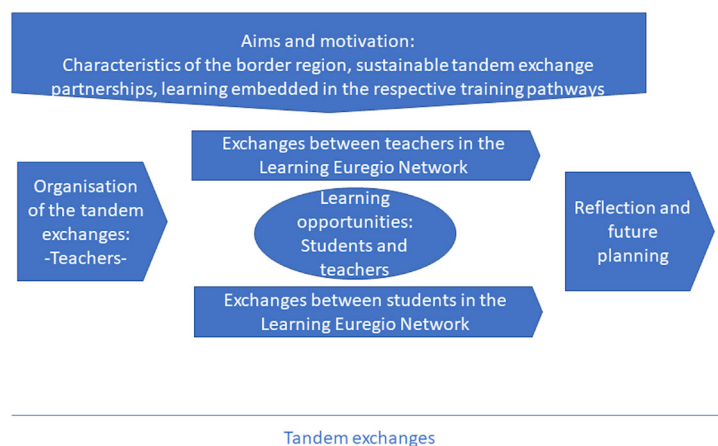 Aims and motivation:
Characteristics of the border region, sustainable tandem exchange
partnerships, learning embedded in the respective training pathways
Exchanges between teachers in the
Learning Euregio Network
Organisation
of the tandem
exchanges:
-Teachers-
Learning
opportunities:
Students and
teachers
Reflection and
future
planning
Exchanges between students in the
Learning Euregio Network
Tandem exchanges